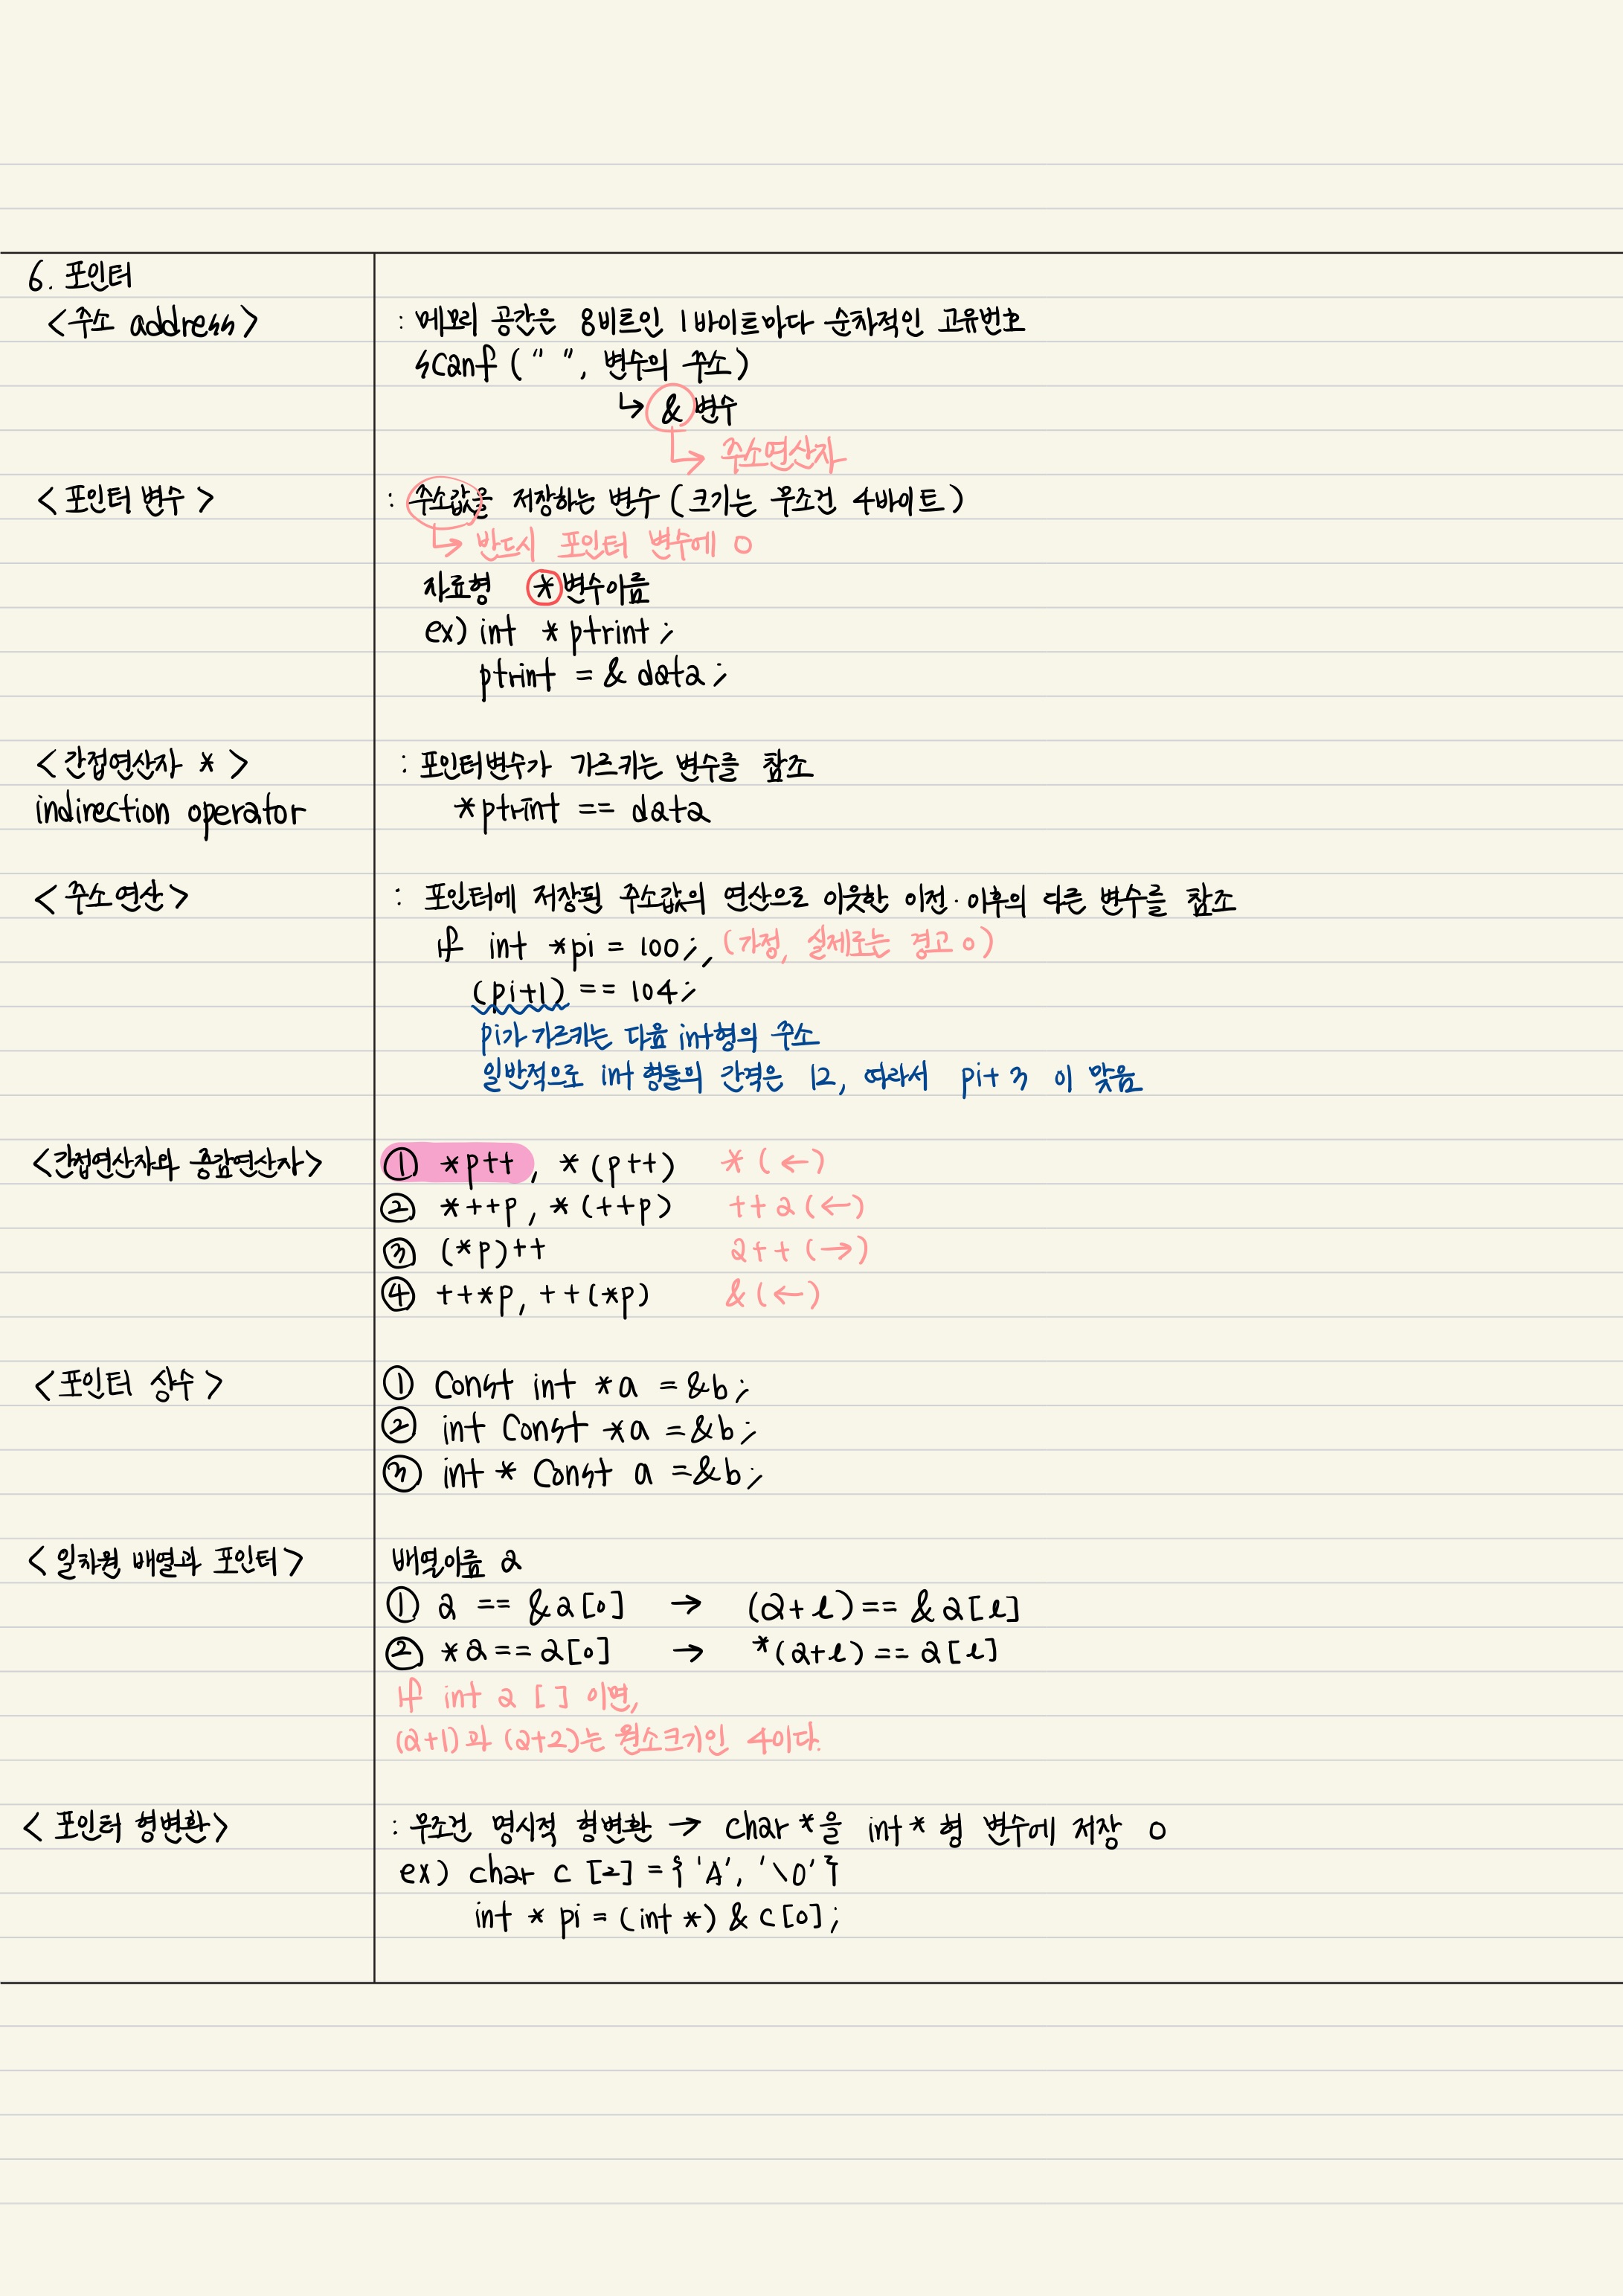 6. 포인터
<주소 address> : 메모리 공간은 8비트인 1바이트마다 순차적인 고유번호
scanf (" ", 변수의 주소)
↳ & 변수
↳ 주소연산자
<포인터 변수> : 주소값을 저장하는 변수 (크기는 무조건 4바이트)
↳ 반드시 포인터 변수에 O
자료형 *변수이름
ex) int *ptrint;
ptrint = & data;
<간접연산자 *> : 포인터변수가 가르키는 변수를 참조
indirection operator *ptrint == data
<주소 연산> : 포인터에 저장된 주소값의 연산으로 이웃한 이전·이후의 다른 변수를 참조
if int *pi = 100;, (가정, 실제로는 경고 o)
(pi+1) == 104;
pi가 가르키는 다음 int형의 주소
일반적으로 int형들의 간격은 12, 따라서 pi+3 이 맞음
<간접연산자와 증감연산자> ① *p++, *(p++) * (←)
② *++p, *(++p) ++a (←)
③ (*p)++ a++ (→)
④ ++*p, ++(*p) & (←)
<포인터 상수> ① Const int *a = &b;
② int Const *a = &b;
③ int * Const a = &b;
<일차원 배열과 포인터> 배열이름 a
① a == &a[0] → (a+i) == &a[i]
② *a == a[0] → *(a+i) == a[i]
if int a [] 이면,
(a+1)과 (a+2)는 원소크기인 4이다.
<포인터 형변환> : 무조건 명시적 형변환 → char *을 int * 형 변수에 저장 O
ex) char c [2] = {'A', '\0'}
int * pi = (int *) & c[0];